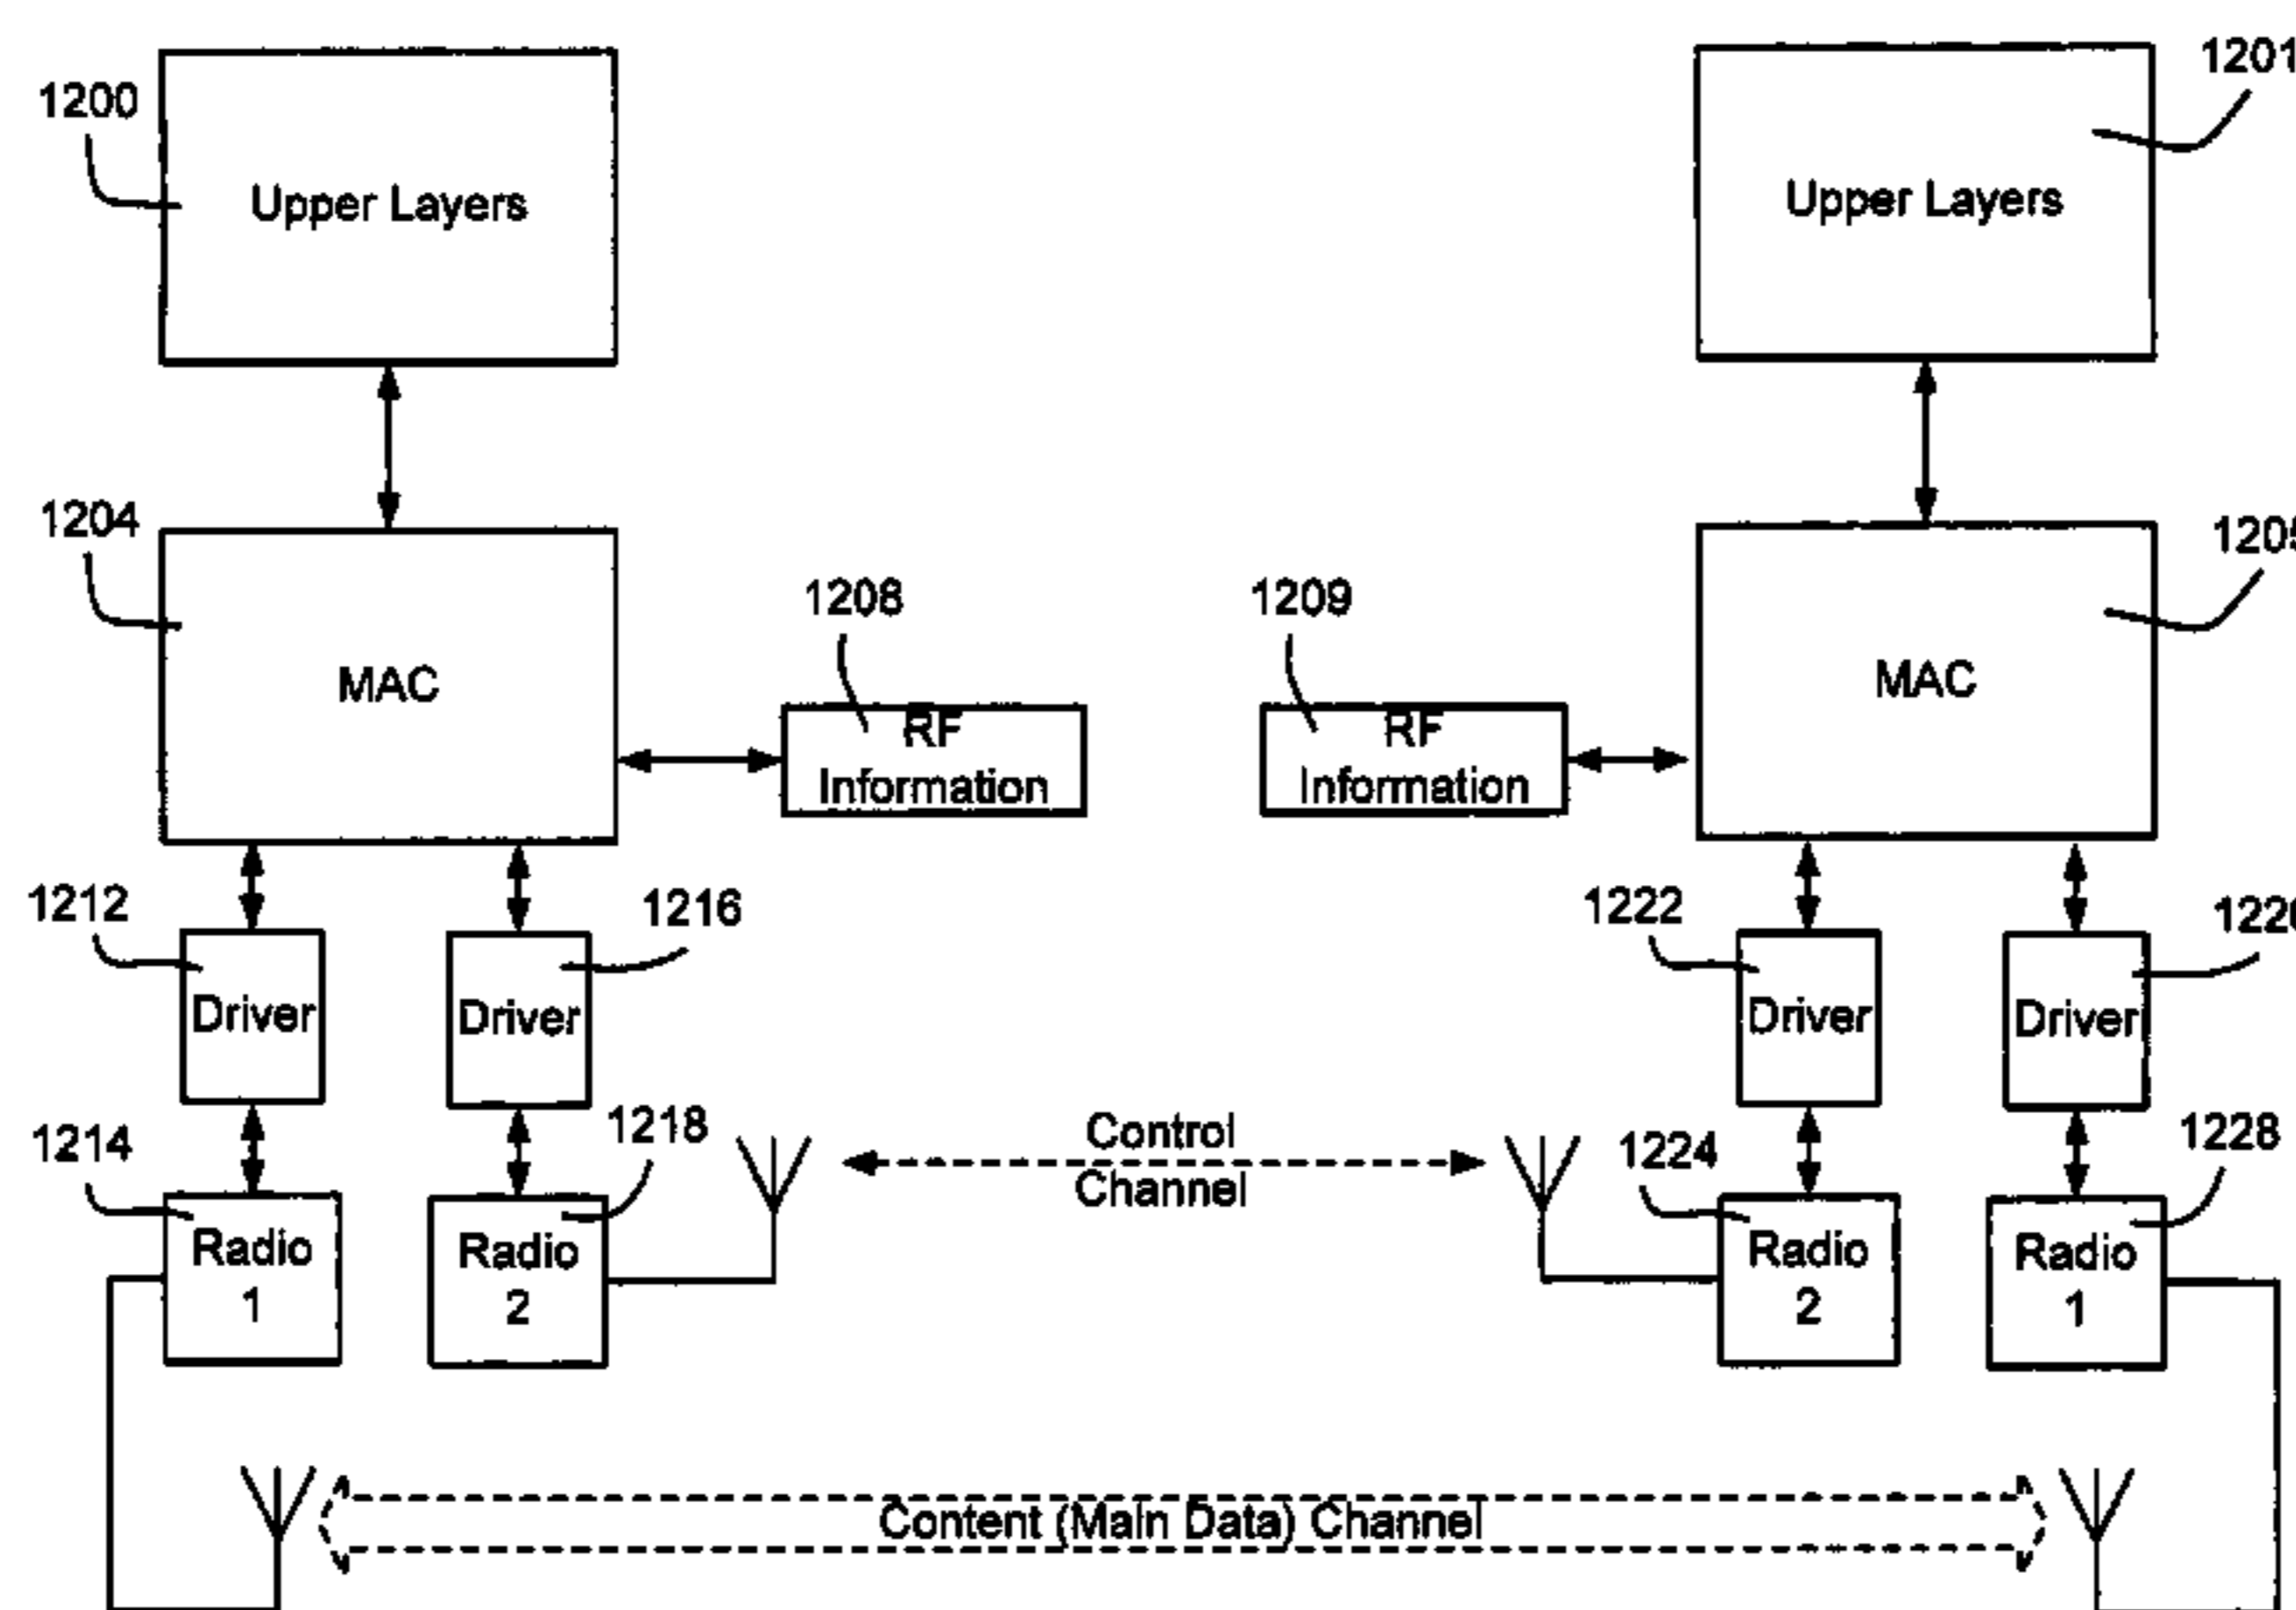 1200
1201
Upper Layers
Upper Layers
1204
1205
1208
1209
MAC
MAC
RF
Information
RF
Information
1212
1216
1222
Driver
Driver
Driver
Driver
1214
1218
Control
Channel
1224
1228
Radio
1
Radio
2
Radio
2
Radio
1
Content (Main Data) Channel